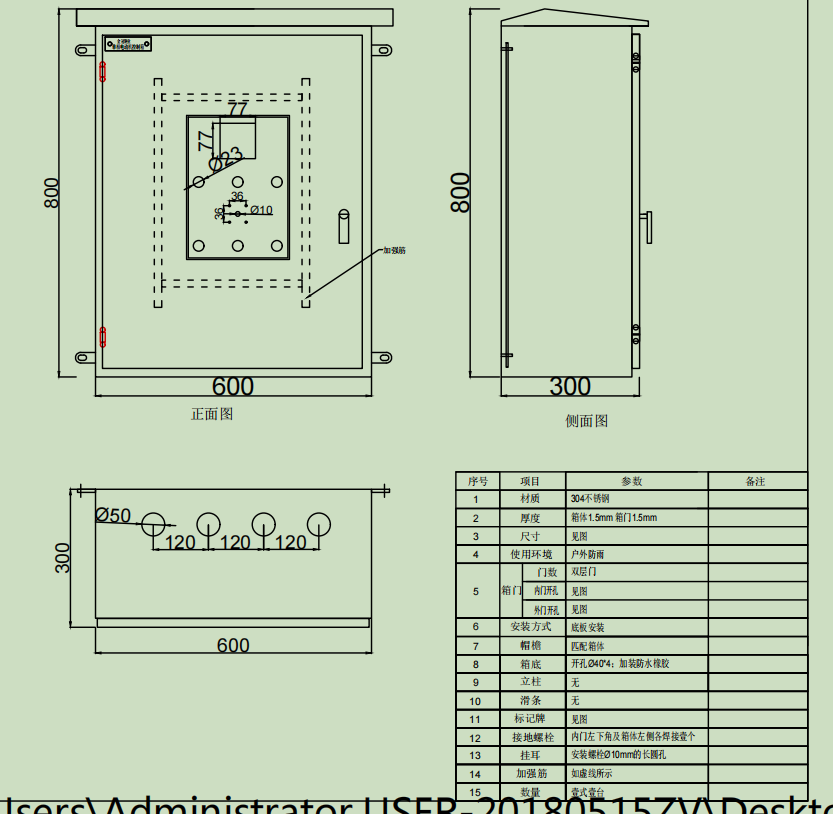 77
77
Ø23
36
36
Ø10
800
加强筋
600
正面图
800
300
侧面图
Ø50
120 120 120
300
600
序号 项目 参数 备注
1 材质 304不锈钢
2 厚度 箱体1.5mm 箱门1.5mm
3 尺寸 见图
4 使用环境 户外防雨
5 箱门 门数 双层门
内门开孔 见图
外门开孔 见图
6 安装方式 底板安装
7 帽檐 匹配箱体
8 箱底 开孔Ø40*4；加装防水橡胶
9 立柱 无
10 滑条 无
11 标记牌 见图
12 接地螺栓 内门左下角及箱体左侧各焊接壹个
13 挂耳 安装螺栓Ø10mm的长圆孔
14 加强筋 如虚线所示
15 数量 壹式壹台
Users\Administrator.USER-20180515ZV\Deskto